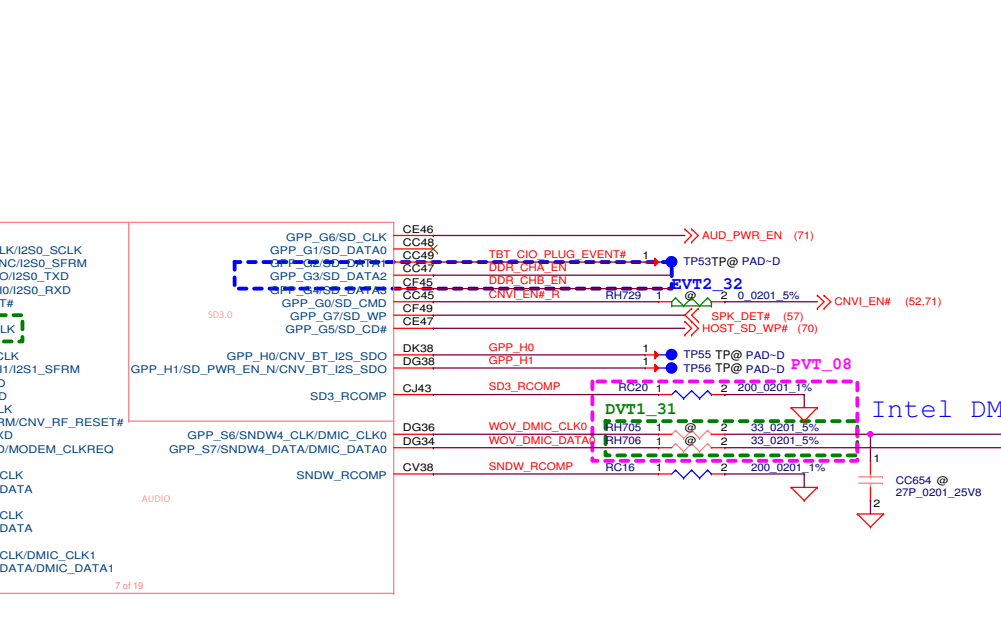 GPP_G6/SD_CLK CE46 AUD_PWR_EN (71)
LK/I2S0_SCLK GPP_G1/SD_DATA0 CC48
NC/I2S0_SFRM GPP_G2/SD_DATA1 CC49 TBT_CIO_PLUG_EVENT# 1 TP53TP@ PAD~D
O/I2S0_TXD GPP_G3/SD_DATA2 CC47 DDR_CHA_EN
I0/I2S0_RXD GPP_G4/SD_DATA3 CF45 DDR_CHB_EN EVT2_32
T# GPP_G0/SD_CMD CC45 CNVI_EN#_R RH729 1 @ 2 0_0201_5% CNVI_EN# (52,71)
SD3.0 GPP_G7/SD_WP CF49 SPK_DET# (57)
LK GPP_G5/SD_CD# CE47 HOST_SD_WP# (70)
CLK GPP_H0/CNV_BT_I2S_SDO DK38 GPP_H0 1 TP55 TP@ PAD~D
I1/I2S1_SFRM GPP_H1/SD_PWR_EN_N/CNV_BT_I2S_SDO DG38 GPP_H1 1 TP56 TP@ PAD~D PVT_08
D
D SD3_RCOMP CJ43 SD3_RCOMP RC20 1 2 200_0201_1%
LK DVT1_31 Intel DM
RM/CNV_RF_RESET#
XD GPP_S6/SNDW4_CLK/DMIC_CLK0 DG36 WOV_DMIC_CLK0 RH705 1 @ 2 33_0201_5%
D/MODEM_CLKREQ GPP_S7/SNDW4_DATA/DMIC_DATA0 DG34 WOV_DMIC_DATA0 RH706 1 @ 2 33_0201_5%
CLK SNDW_RCOMP CV38 SNDW_RCOMP RC16 1 2 200_0201_1%
1
CC654 @
27P_0201_25V8
2
DATA
AUDIO
CLK
DATA
CLK/DMIC_CLK1
DATA/DMIC_DATA1
7 of 19